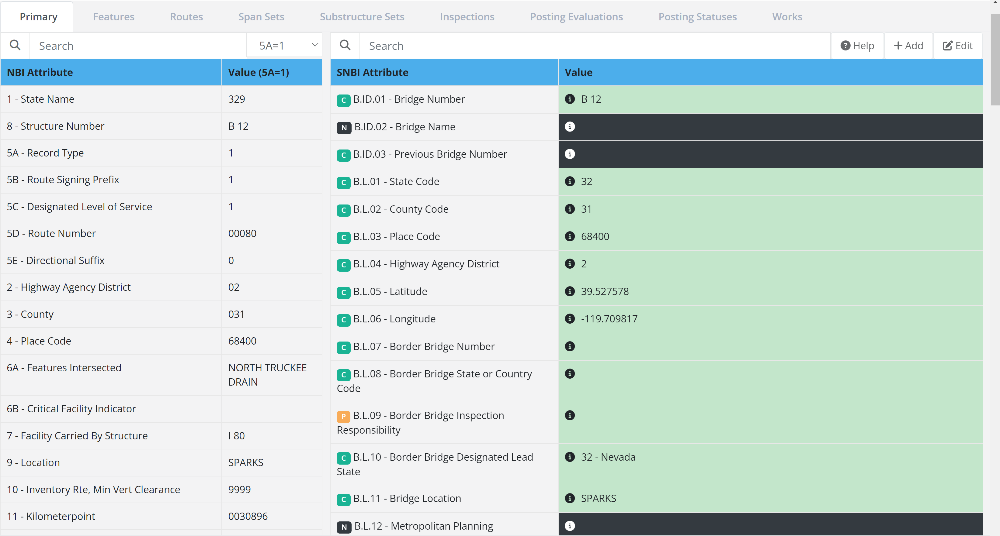 Primary Features Routes Span Sets Substructure Sets Inspections Posting Evaluations Posting Statuses Works
Search 5A=1
NBI Attribute Value (5A=1)
1 - State Name 329
8 - Structure Number B 12
5A - Record Type 1
5B - Route Signing Prefix 1
5C - Designated Level of Service 1
5D - Route Number 00080
5E - Directional Suffix 0
2 - Highway Agency District 02
3 - County 031
4 - Place Code 68400
6A - Features Intersected NORTH TRUCKEE
DRAIN
6B - Critical Facility Indicator
7 - Facility Carried By Structure I 80
9 - Location SPARKS
10 - Inventory Rte, Min Vert Clearance 9999
11 - Kilometerpoint 0030896
Search Help Add Edit
SNBI Attribute Value
C B.ID.01 - Bridge Number B 12
N B.ID.02 - Bridge Name
C B.ID.03 - Previous Bridge Number
C B.L.01 - State Code 32
C B.L.02 - County Code 31
C B.L.03 - Place Code 68400
C B.L.04 - Highway Agency District 2
C B.L.05 - Latitude 39.527578
C B.L.06 - Longitude -119.709817
C B.L.07 - Border Bridge Number
C B.L.08 - Border Bridge State or Country
Code
P B.L.09 - Border Bridge Inspection
Responsibility
C B.L.10 - Border Bridge Designated Lead 32 - Nevada
State
C B.L.11 - Bridge Location SPARKS
N B.L.12 - Metropolitan Planning